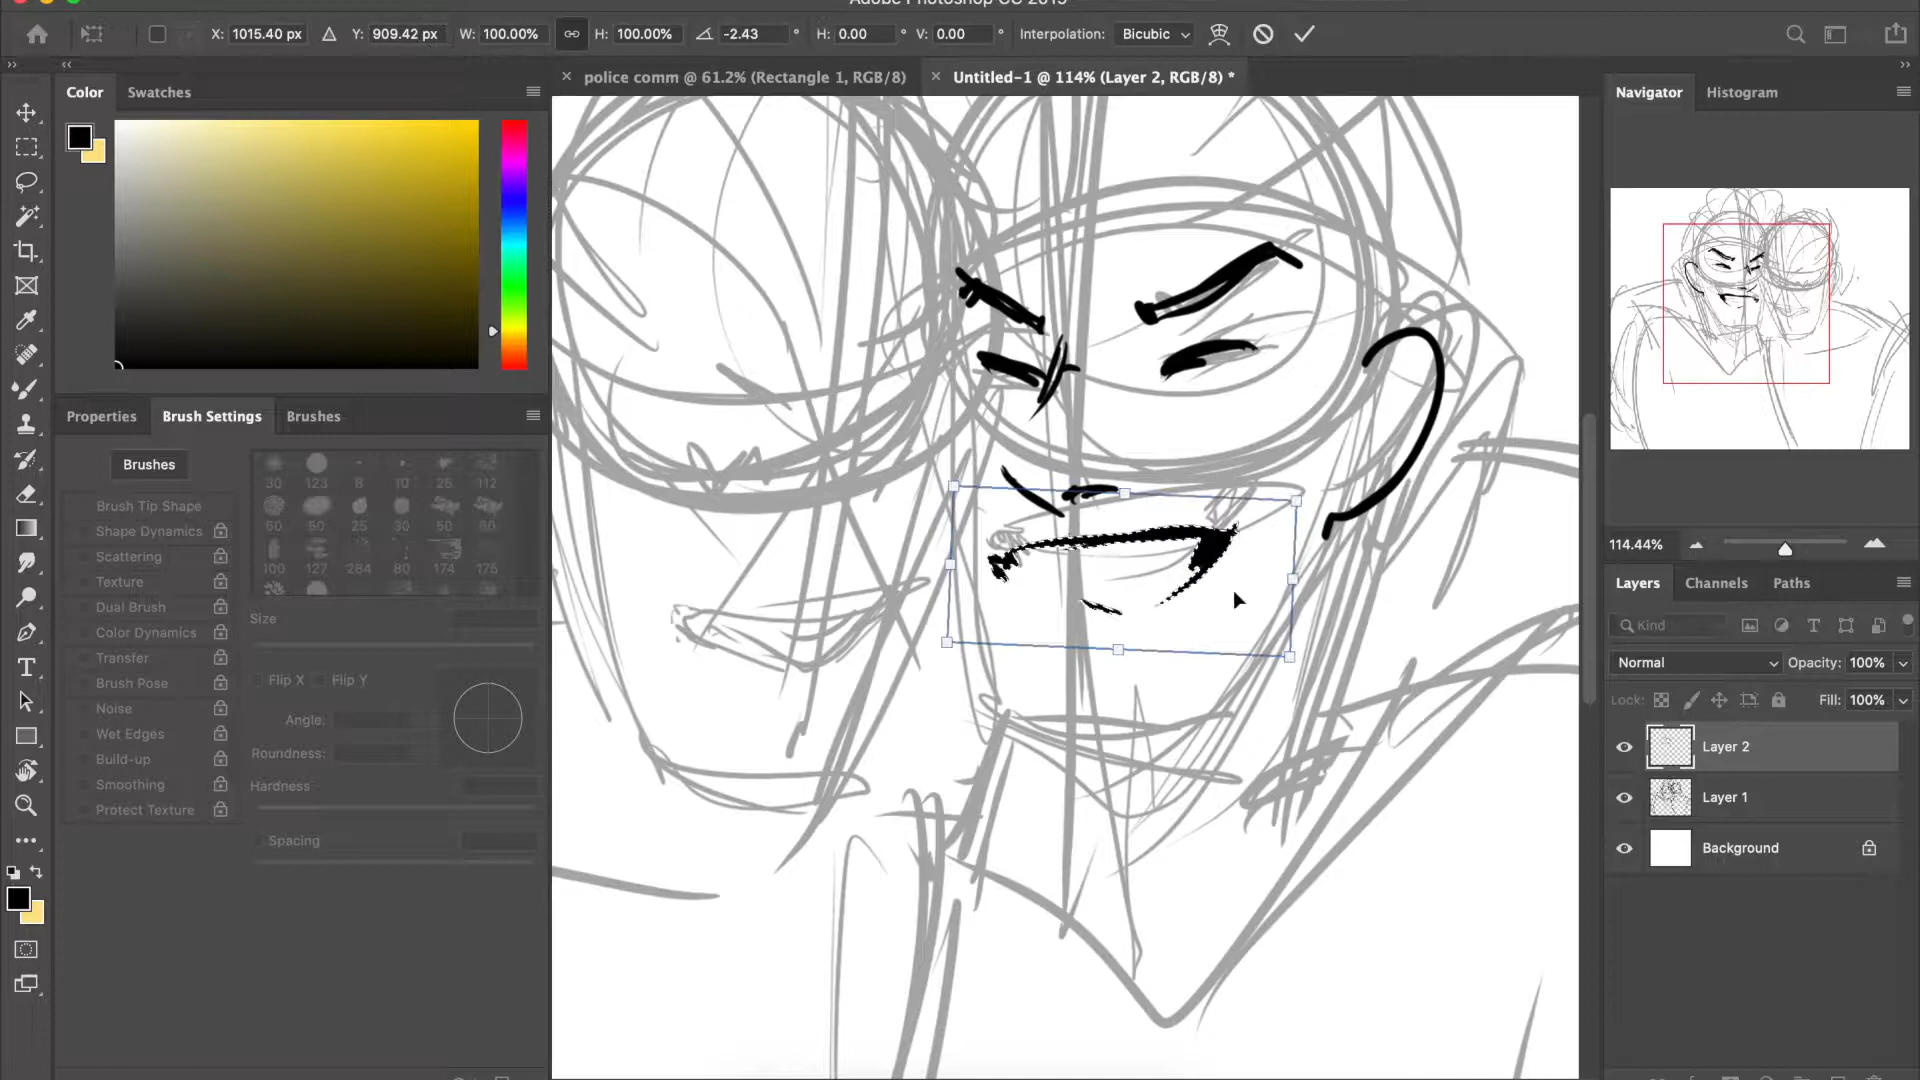 Adobe Photoshop CC 2019
X: 1015.40 px Y: 909.42 px W: 100.00% H: 100.00% -2.43 ° H: 0.00 ° V: 0.00 ° Interpolation: Bicubic
police comm @ 61.2% (Rectangle 1, RGB/8)
Untitled-1 @ 114% (Layer 2, RGB/8) *
Color Swatches
Navigator Histogram
Properties Brush Settings Brushes
Brushes
Brush Tip Shape
Shape Dynamics
Scattering
Texture
Dual Brush
Color Dynamics
Transfer
Brush Pose
Noise
Wet Edges
Build-up
Smoothing
Protect Texture
30 123 8 10 25 112
60 50 25 30 50 60
100 127 284 80 174 175
Size
Flip X Flip Y
Angle:
Roundness:
Hardness
Spacing
114.44%
Layers Channels Paths
Kind
Normal Opacity: 100%
Lock: Fill: 100%
Layer 2
Layer 1
Background